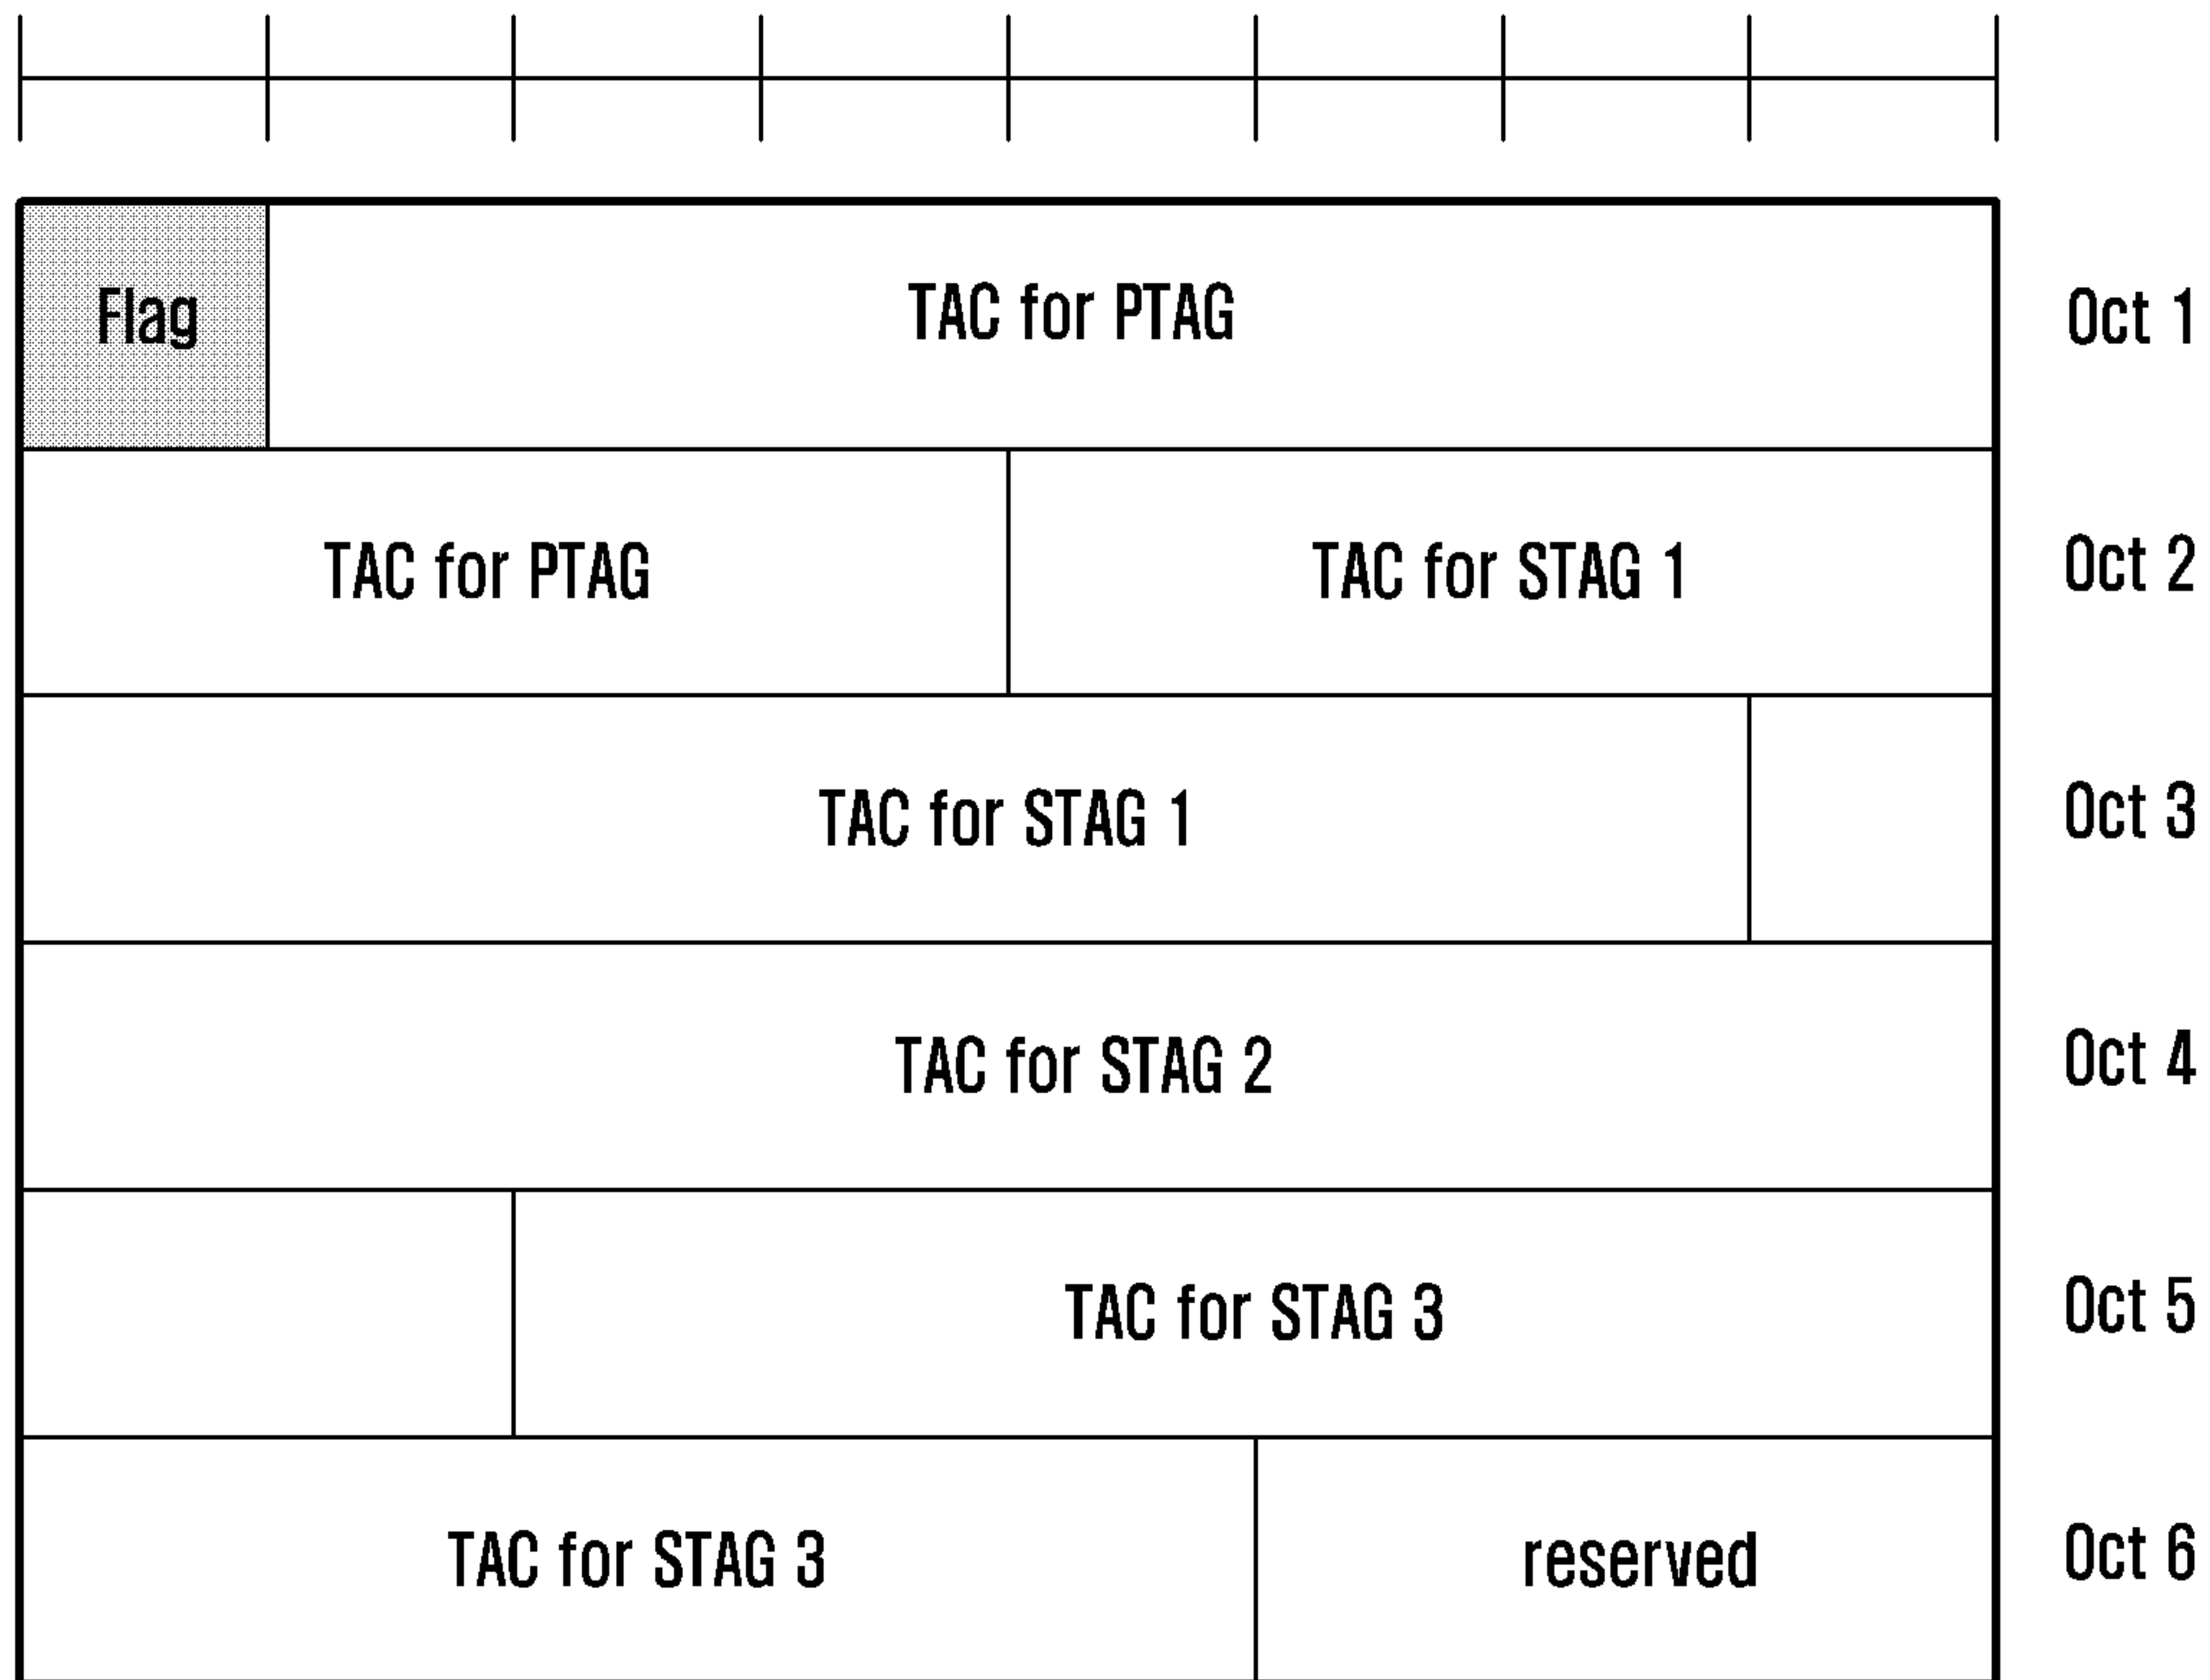 Flag TAC for PTAG Oct 1
TAC for PTAG TAC for STAG 1 Oct 2
TAC for STAG 1 Oct 3
TAC for STAG 2 Oct 4
TAC for STAG 3 Oct 5
TAC for STAG 3 reserved Oct 6